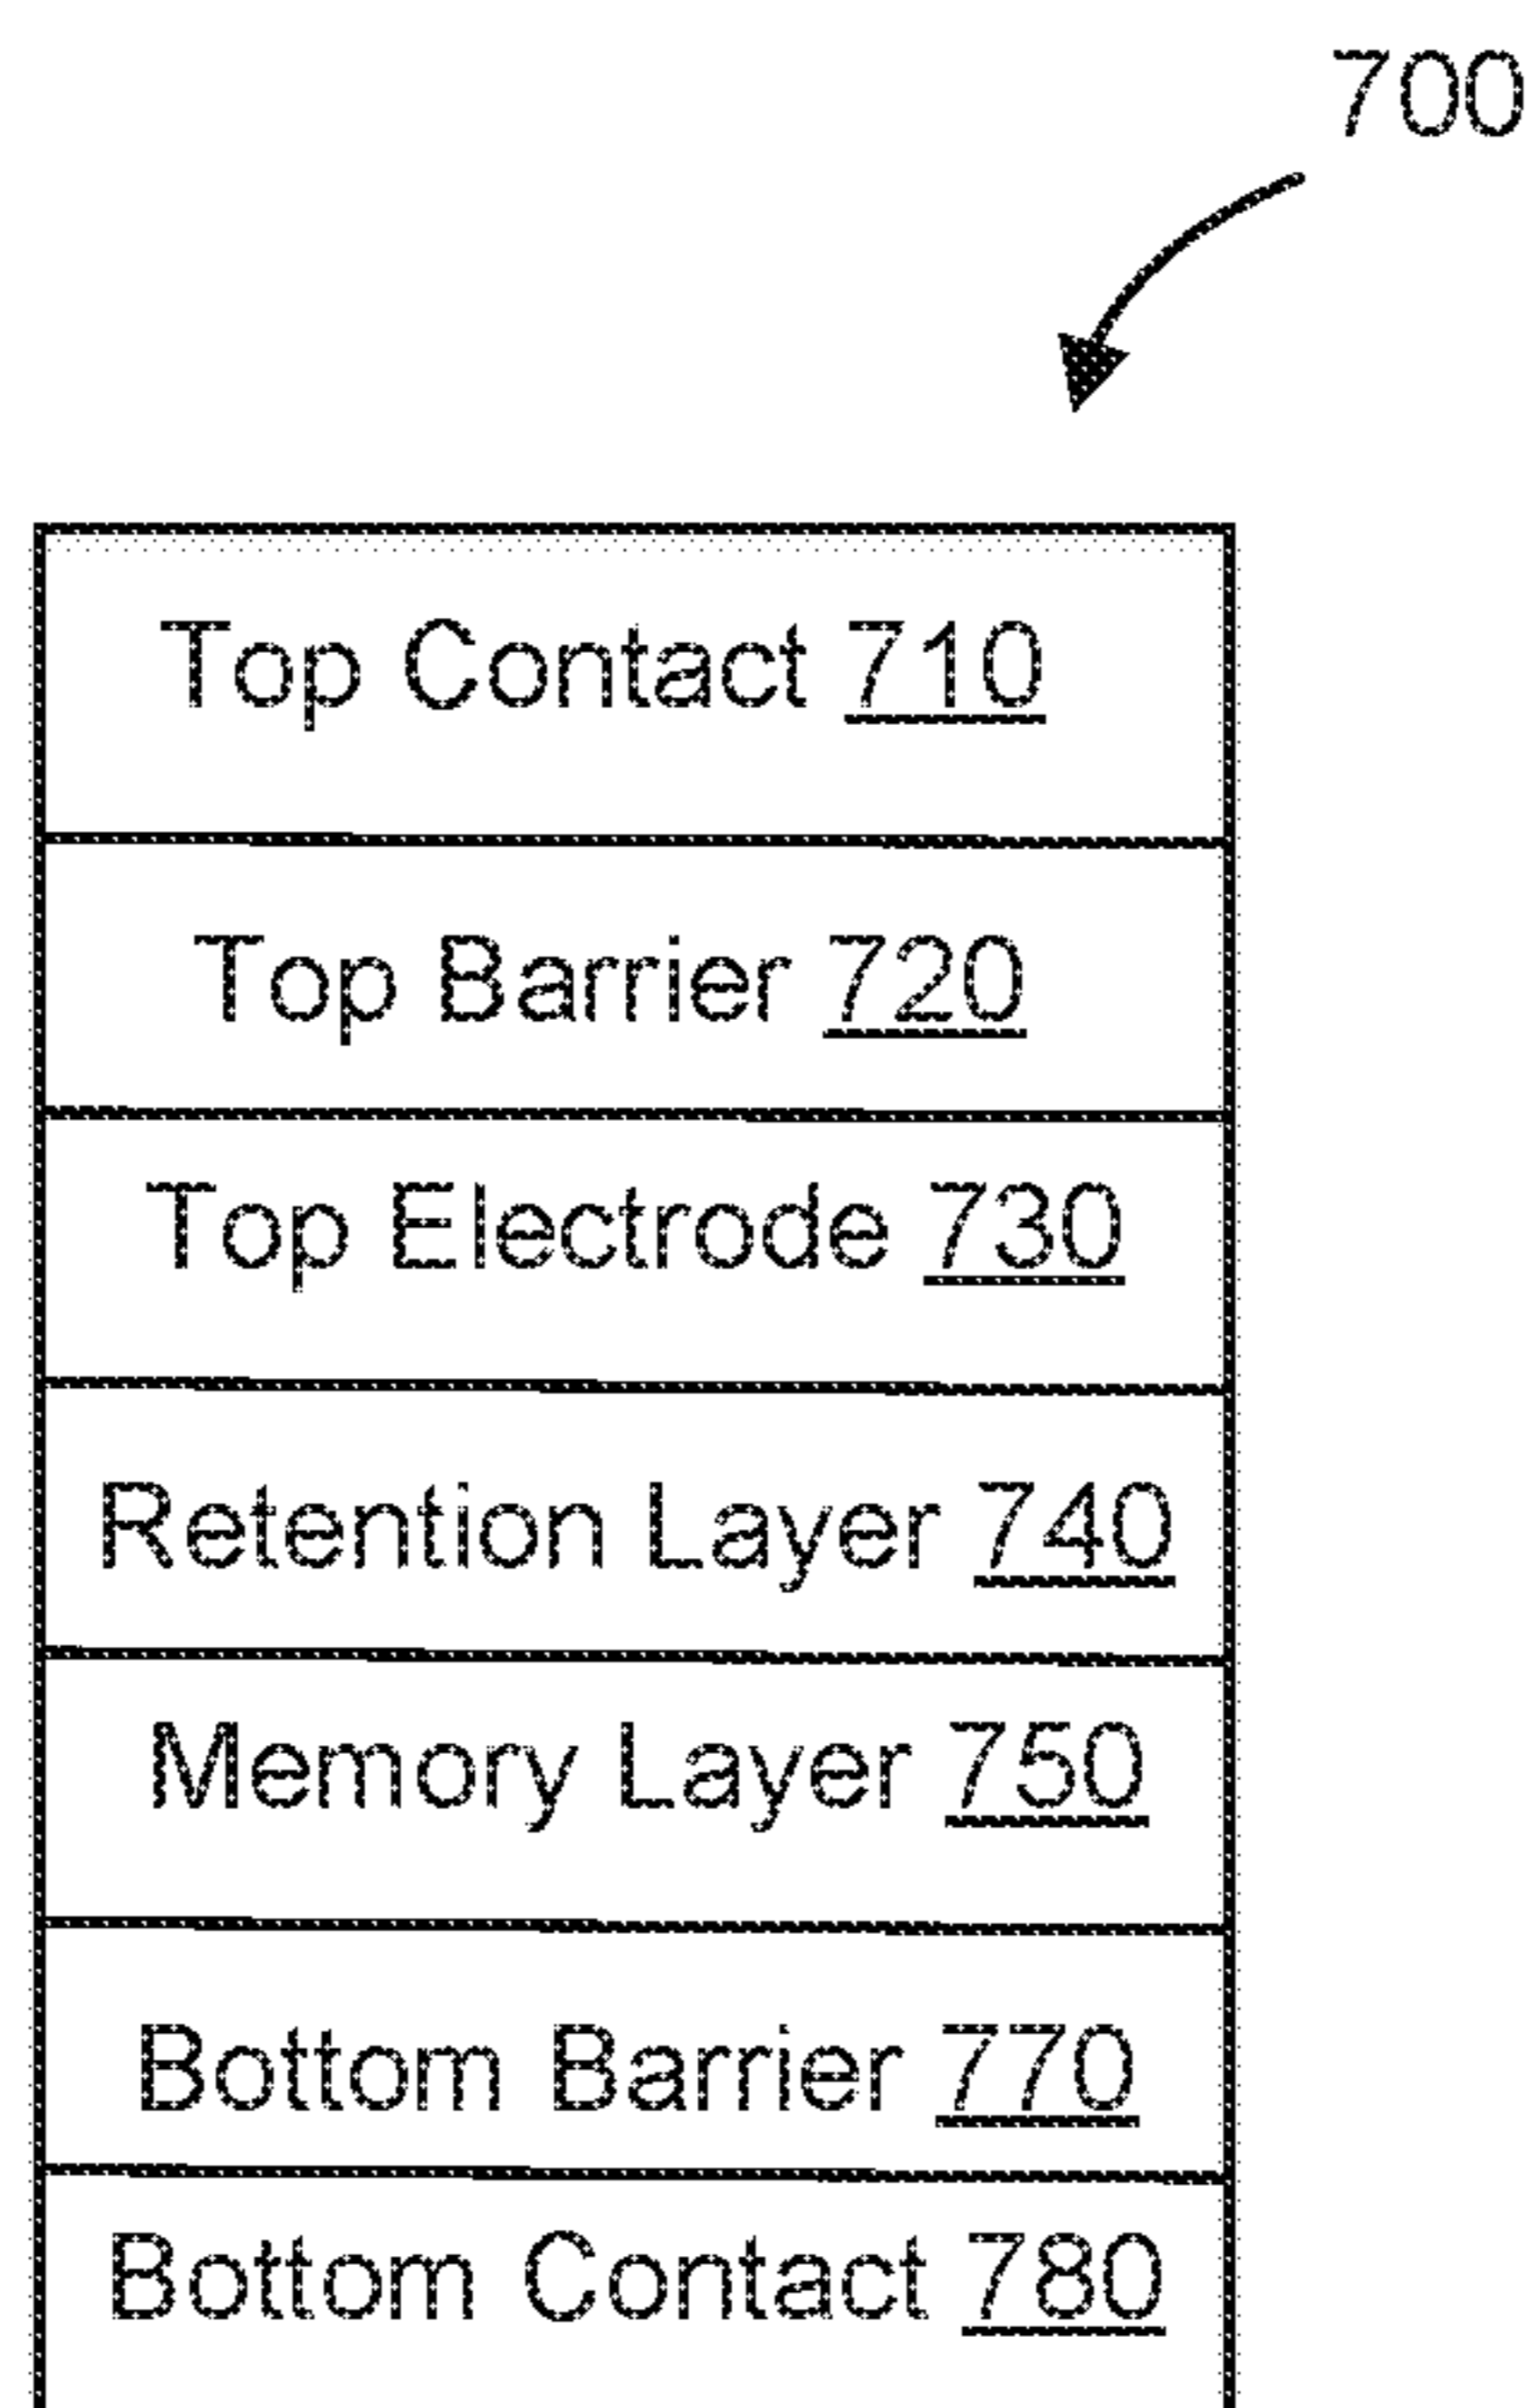 700
Top Contact 710
Top Barrier 720
Top Electrode 730
Retention Layer 740
Memory Layer 750
Bottom Barrier 770
Bottom Contact 780